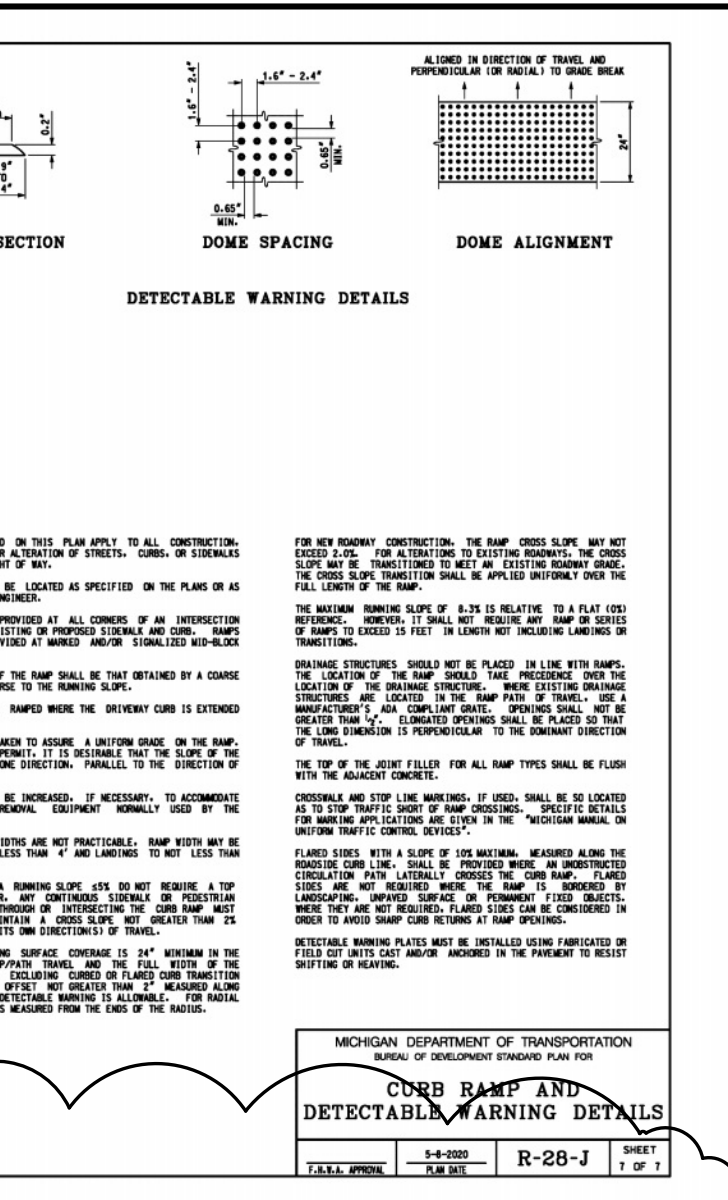 ALIGNED IN DIRECTION OF TRAVEL AND
PERPENDICULAR (OR RADIAL) TO GRADE BREAK
1.6" - 2.4"
1.6" - 2.4"
0.2"
9"
4"
0.65"
MIN.
0.65"
MIN.
24"
SECTION
DOME SPACING
DOME ALIGNMENT
DETECTABLE WARNING DETAILS
D ON THIS PLAN APPLY TO ALL CONSTRUCTION,
R ALTERATION OF STREETS, CURBS, OR SIDEWALKS
HT OF WAY.
BE LOCATED AS SPECIFIED ON THE PLANS OR AS
NGINEER.
PROVIDED AT ALL CORNERS OF AN INTERSECTION
ISTING OR PROPOSED SIDEWALK AND CURB. RAMPS
VIDED AT MARKED AND/OR SIGNALIZED MID-BLOCK
F THE RAMP SHALL BE THAT OBTAINED BY A COARSE
RSE TO THE RUNNING SLOPE.
RAMPED WHERE THE DRIVEWAY CURB IS EXTENDED
AKEN TO ASSURE A UNIFORM GRADE ON THE RAMP.
PERMIT, IT IS DESIRABLE THAT THE SLOPE OF THE
ONE DIRECTION, PARALLEL TO THE DIRECTION OF
BE INCREASED, IF NECESSARY, TO ACCOMMODATE
REMOVAL EQUIPMENT NORMALLY USED BY THE
IDTHS ARE NOT PRACTICABLE, RAMP WIDTH MAY BE
LESS THAN 4' AND LANDINGS TO NOT LESS THAN
A RUNNING SLOPE ≤5% DO NOT REQUIRE A TOP
R, ANY CONTINUOUS SIDEWALK OR PEDESTRIAN
THROUGH OR INTERSECTING THE CURB RAMP MUST
INTAIN A CROSS SLOPE NOT GREATER THAN 2%
ITS OWN DIRECTION(S) OF TRAVEL.
NG SURFACE COVERAGE IS 24" MINIMUM IN THE
P/PATH TRAVEL AND THE FULL WIDTH OF THE
EXCLUDING CURBED OR FLARED CURB TRANSITION
OFFSET NOT GREATER THAN 2" MEASURED ALONG
DETECTABLE WARNING IS ALLOWABLE. FOR RADIAL
S MEASURED FROM THE ENDS OF THE RADIUS.
FOR NEW ROADWAY CONSTRUCTION, THE RAMP CROSS SLOPE MAY NOT
EXCEED 2.0%. FOR ALTERATIONS TO EXISTING ROADWAYS, THE CROSS
SLOPE MAY BE TRANSITIONED TO MEET AN EXISTING ROADWAY GRADE.
THE CROSS SLOPE TRANSITION SHALL BE APPLIED UNIFORMLY OVER THE
FULL LENGTH OF THE RAMP.
THE MAXIMUM RUNNING SLOPE OF 8.3% IS RELATIVE TO A FLAT (0%)
REFERENCE. HOWEVER, IT SHALL NOT REQUIRE ANY RAMP OR SERIES
OF RAMPS TO EXCEED 15 FEET IN LENGTH NOT INCLUDING LANDINGS OR
TRANSITIONS.
DRAINAGE STRUCTURES SHOULD NOT BE PLACED IN LINE WITH RAMPS.
THE LOCATION OF THE RAMP SHOULD TAKE PRECEDENCE OVER THE
LOCATION OF THE DRAINAGE STRUCTURE. WHERE EXISTING DRAINAGE
STRUCTURES ARE LOCATED IN THE RAMP PATH OF TRAVEL, USE A
MANUFACTURER'S ADA COMPLIANT GRATE. OPENINGS SHALL NOT BE
GREATER THAN ½". ELONGATED OPENINGS SHALL BE PLACED SO THAT
THE LONG DIMENSION IS PERPENDICULAR TO THE DOMINANT DIRECTION
OF TRAVEL.
THE TOP OF THE JOINT FILLER FOR ALL RAMP TYPES SHALL BE FLUSH
WITH THE ADJACENT CONCRETE.
CROSSWALK AND STOP LINE MARKINGS, IF USED, SHALL BE SO LOCATED
AS TO STOP TRAFFIC SHORT OF RAMP CROSSINGS. SPECIFIC DETAILS
FOR MARKING APPLICATIONS ARE GIVEN IN THE "MICHIGAN MANUAL ON
UNIFORM TRAFFIC CONTROL DEVICES".
FLARED SIDES WITH A SLOPE OF 10% MAXIMUM, MEASURED ALONG THE
ROADSIDE CURB LINE, SHALL BE PROVIDED WHERE AN UNOBSTRUCTED
CIRCULATION PATH LATERALLY CROSSES THE CURB RAMP. FLARED
SIDES ARE NOT REQUIRED WHERE THE RAMP IS BORDERED BY
LANDSCAPING, UNPAVED SURFACE OR PERMANENT FIXED OBJECTS.
WHERE THEY ARE NOT REQUIRED, FLARED SIDES CAN BE CONSIDERED IN
ORDER TO AVOID SHARP CURB RETURNS AT RAMP OPENINGS.
DETECTABLE WARNING PLATES MUST BE INSTALLED USING FABRICATED OR
FIELD CUT UNITS CAST AND/OR ANCHORED IN THE PAVEMENT TO RESIST
SHIFTING OR HEAVING.
MICHIGAN DEPARTMENT OF TRANSPORTATION
BUREAU OF DEVELOPMENT STANDARD PLAN FOR
CURB RAMP AND
DETECTABLE WARNING DETAILS
F.H.W.A. APPROVAL
5-8-2020
PLAN DATE
R-28-J
SHEET
7 OF 7